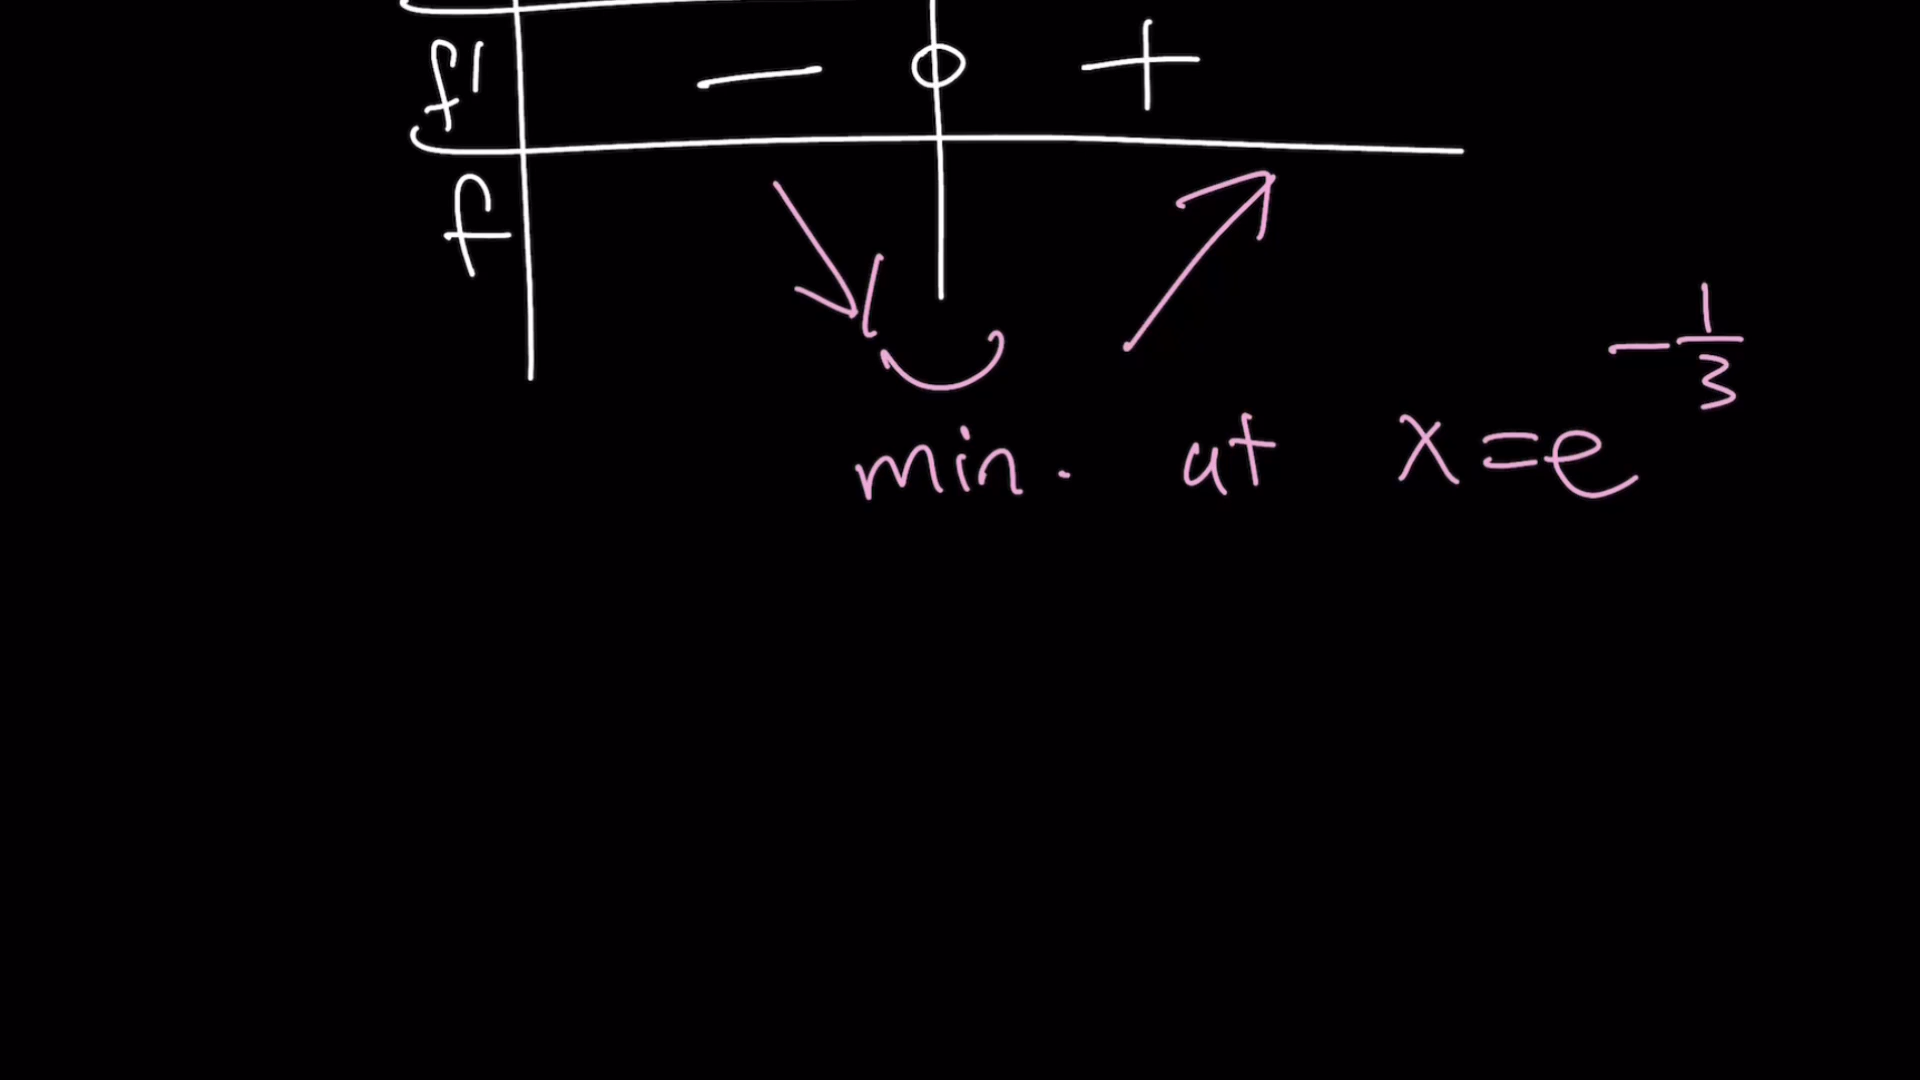 f' − 0 +
f
min. at x=e^{-1/3}